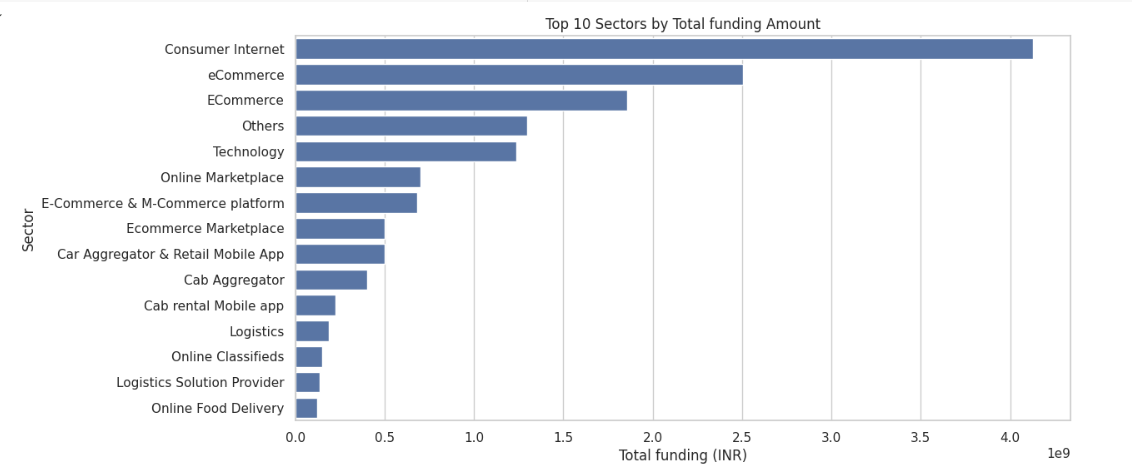 Top 10 Sectors by Total funding Amount
Sector
Consumer Internet
eCommerce
ECommerce
Others
Technology
Online Marketplace
E-Commerce & M-Commerce platform
Ecommerce Marketplace
Car Aggregator & Retail Mobile App
Cab Aggregator
Cab rental Mobile app
Logistics
Online Classifieds
Logistics Solution Provider
Online Food Delivery
0.0 0.5 1.0 1.5 2.0 2.5 3.0 3.5 4.0
1e9
Total funding (INR)